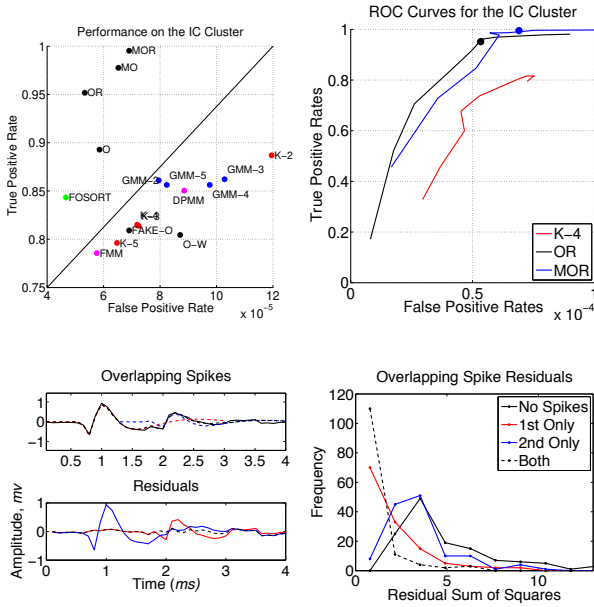 Performance on the IC Cluster
True Positive Rate
1
0.95
0.9
0.85
0.8
0.75
MOR
MO
OR
O
K-2
GMM-2
GMM-5
GMM-3
GMM-4
DPMM
FOSORT
FAKE-O
O-W
K-5
FMM
4
6
8
10
12
False Positive Rate
x 10⁻⁵
ROC Curves for the IC Cluster
True Positive Rates
1
0.8
0.6
0.4
0.2
0
K-4
OR
MOR
0
0.5
1
False Positive Rates
x 10⁻⁴
Overlapping Spikes
1
0
−1
0.5
1
1.5
2
2.5
3
3.5
4
Residuals
Amplitude, mv
1
0
−1
0
1
2
3
4
Time (ms)
Overlapping Spike Residuals
Frequency
120
100
80
60
40
20
0
No Spikes
1st Only
2nd Only
Both
0
5
10
Residual Sum of Squares